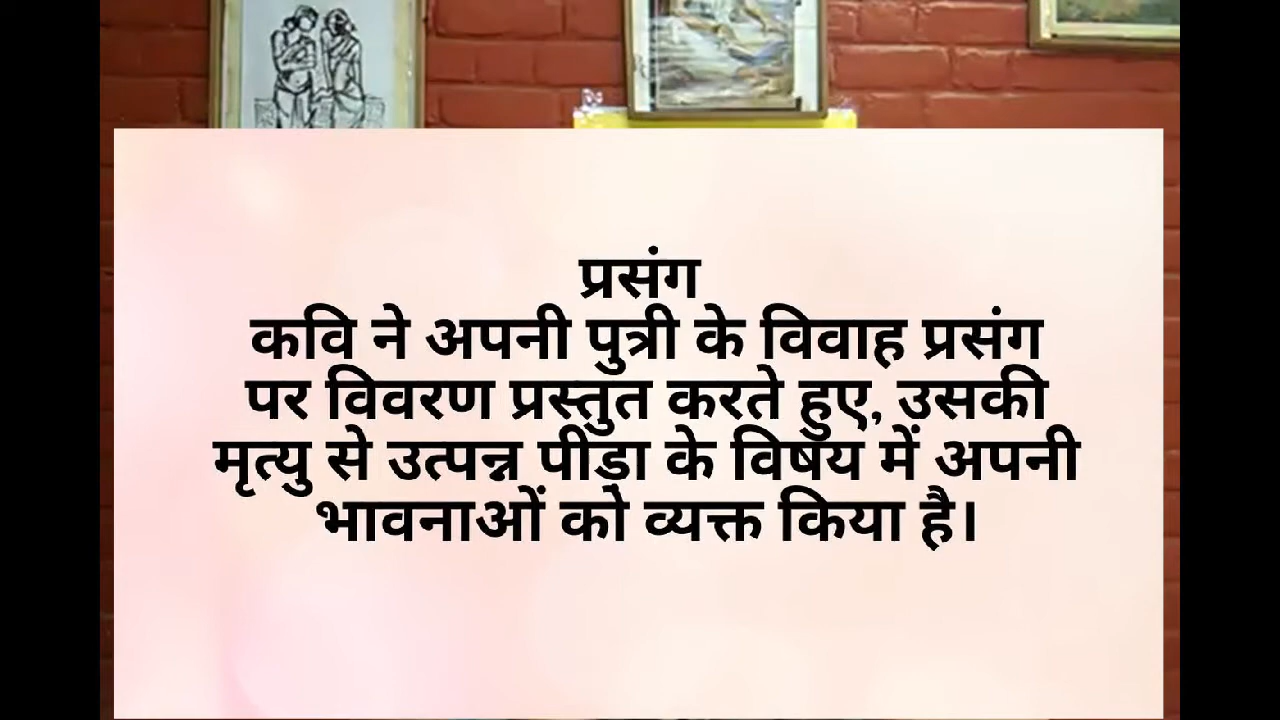 प्रसंग
कवि ने अपनी पुत्री के विवाह प्रसंग
पर विवरण प्रस्तुत करते हुए, उसकी
मृत्यु से उत्पन्न पीड़ा के विषय में अपनी
भावनाओं को व्यक्त किया है।